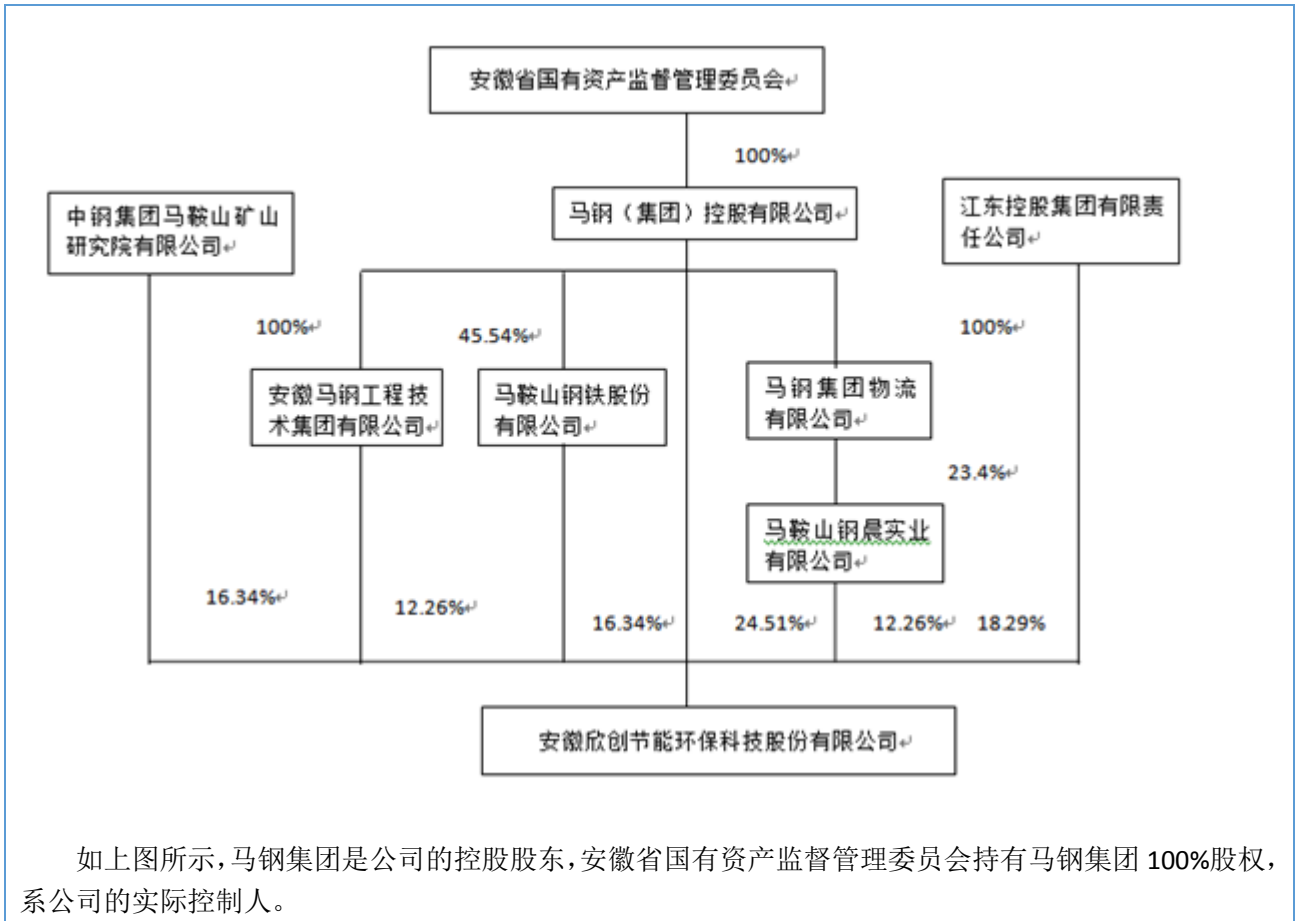 安徽省国有资产监督管理委员会
100%
中钢集团马鞍山矿山
研究院有限公司
马钢（集团）控股有限公司
江东控股集团有限责
任公司
100%
45.54%
100%
安徽马钢工程技
术集团有限公司
马鞍山钢铁股份
有限公司
马钢集团物流
有限公司
23.4%
马鞍山钢晨实业
有限公司
16.34%
12.26%
16.34%
24.51%
12.26%
18.29%
安徽欣创节能环保科技股份有限公司
如上图所示，马钢集团是公司的控股股东，安徽省国有资产监督管理委员会持有马钢集团 100%股权，
系公司的实际控制人。